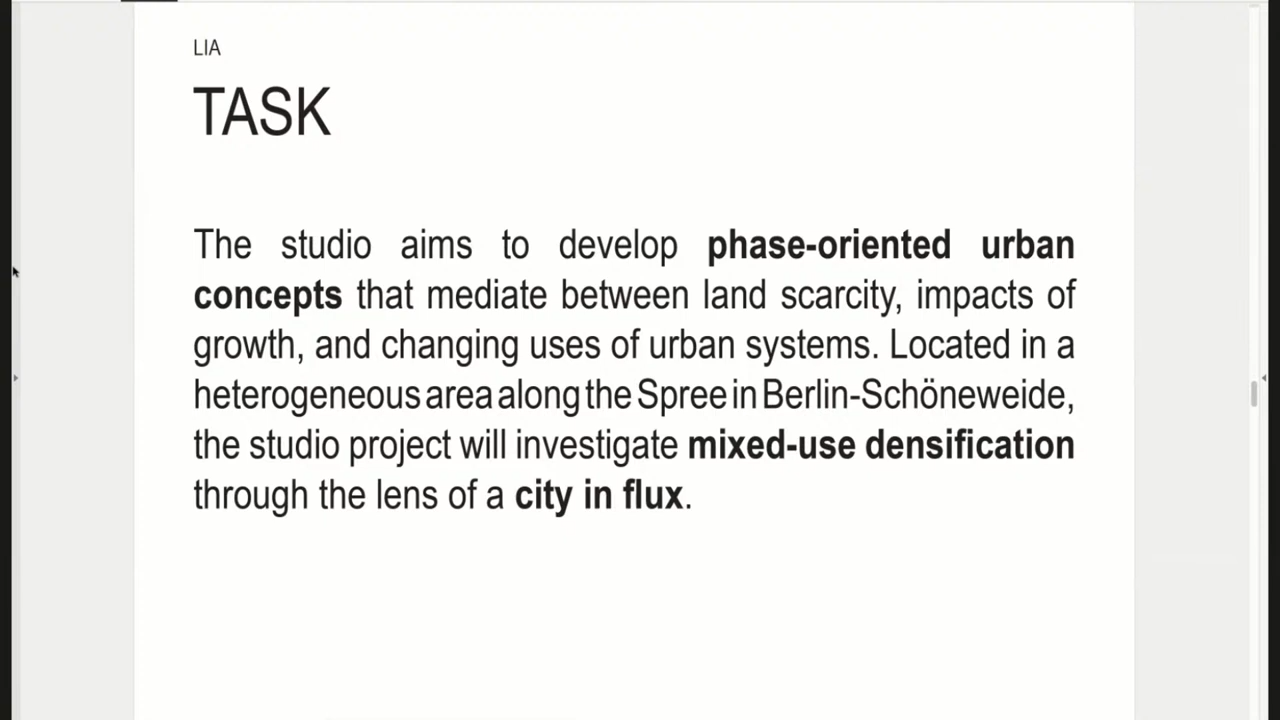 LIA
TASK
The studio aims to develop phase-oriented urban
concepts that mediate between land scarcity, impacts of
growth, and changing uses of urban systems. Located in a
heterogeneous area along the Spree in Berlin-Schöneweide,
the studio project will investigate mixed-use densification
through the lens of a city in flux.